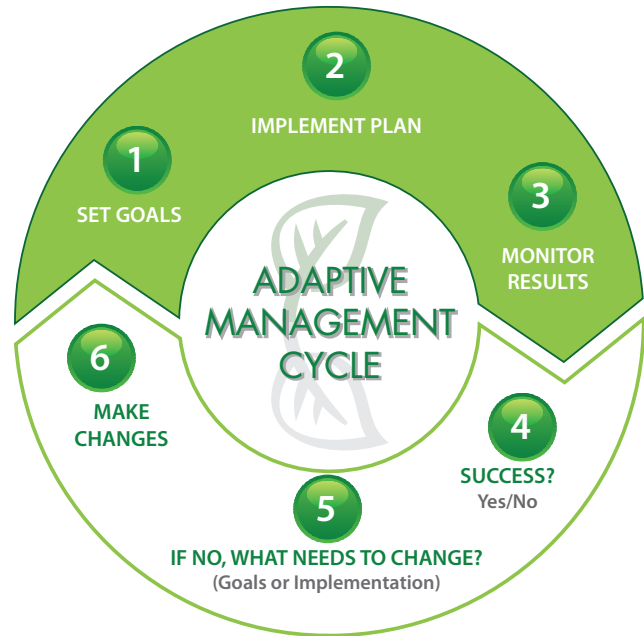 ADAPTIVE
MANAGEMENT
CYCLE
1
SET GOALS
2
IMPLEMENT PLAN
3
MONITOR
RESULTS
4
SUCCESS?
Yes/No
5
IF NO, WHAT NEEDS TO CHANGE?
(Goals or Implementation)
6
MAKE
CHANGES